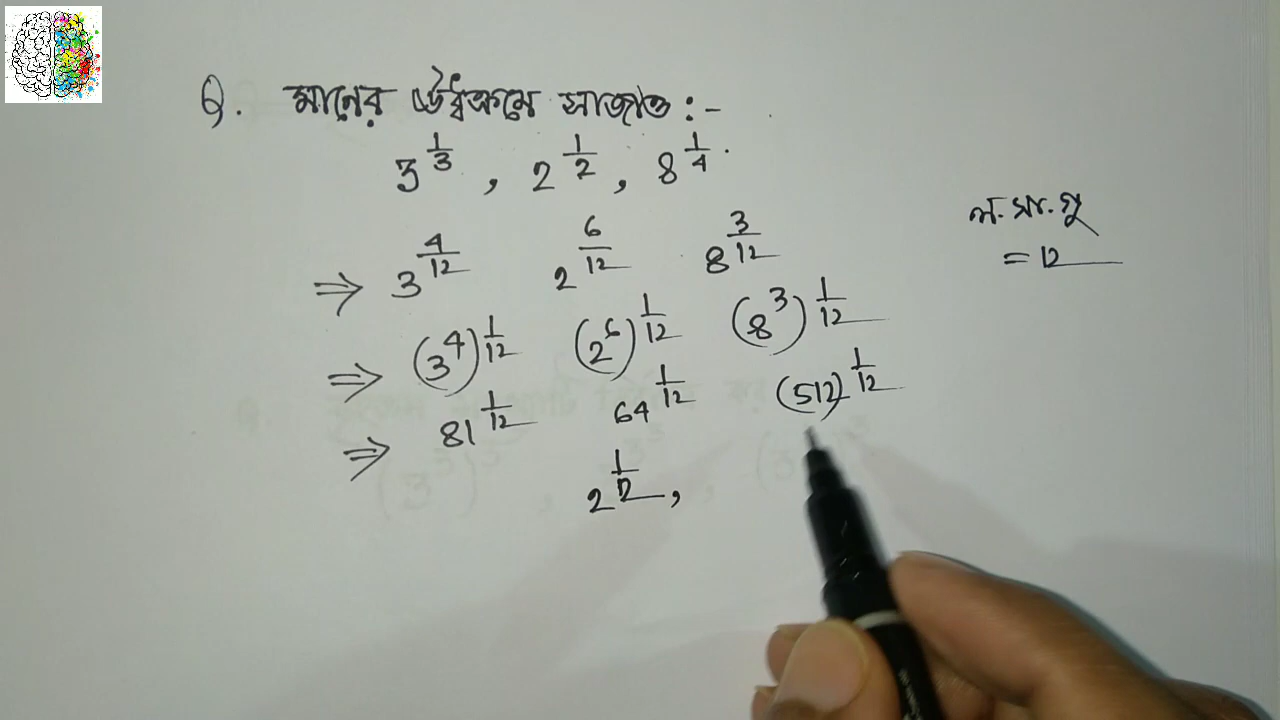 Q. মানের ঊর্ধ্বক্রমে সাজাও :-
3^(1/3), 2^(1/2), 8^(1/4).
ল.সা.গু
= 12
⇒ 3^(4/12) 2^(6/12) 8^(3/12)
⇒ (3^4)^(1/12) (2^6)^(1/12) (8^3)^(1/12)
⇒ 81^(1/12) 64^(1/12) (512)^(1/12)
2^(1/2),